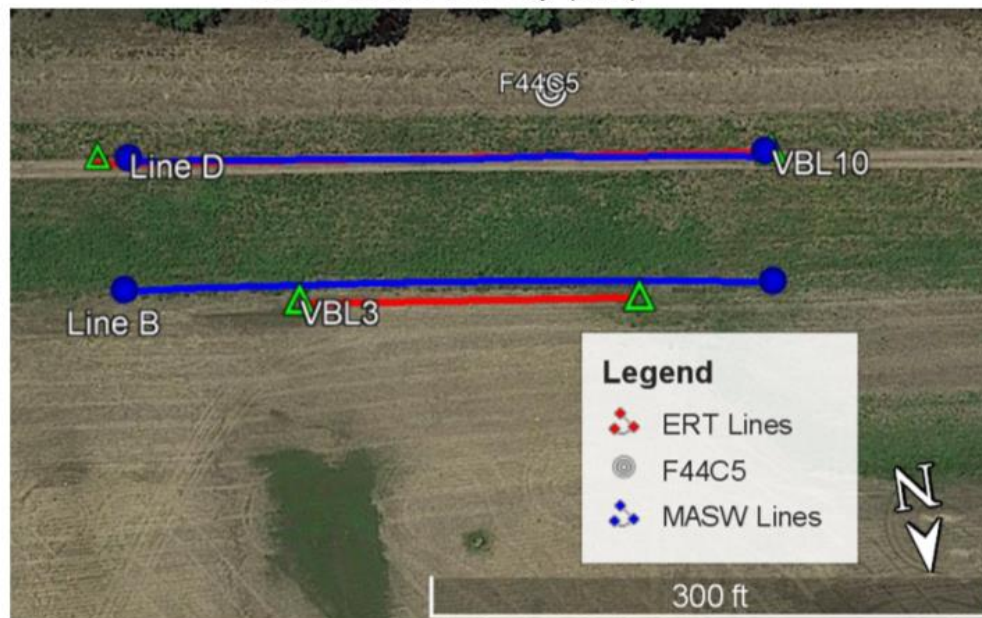 F44C5
Line D
VBL10
Line B
VBL3
Legend
ERT Lines
F44C5
MASW Lines
N
300 ft